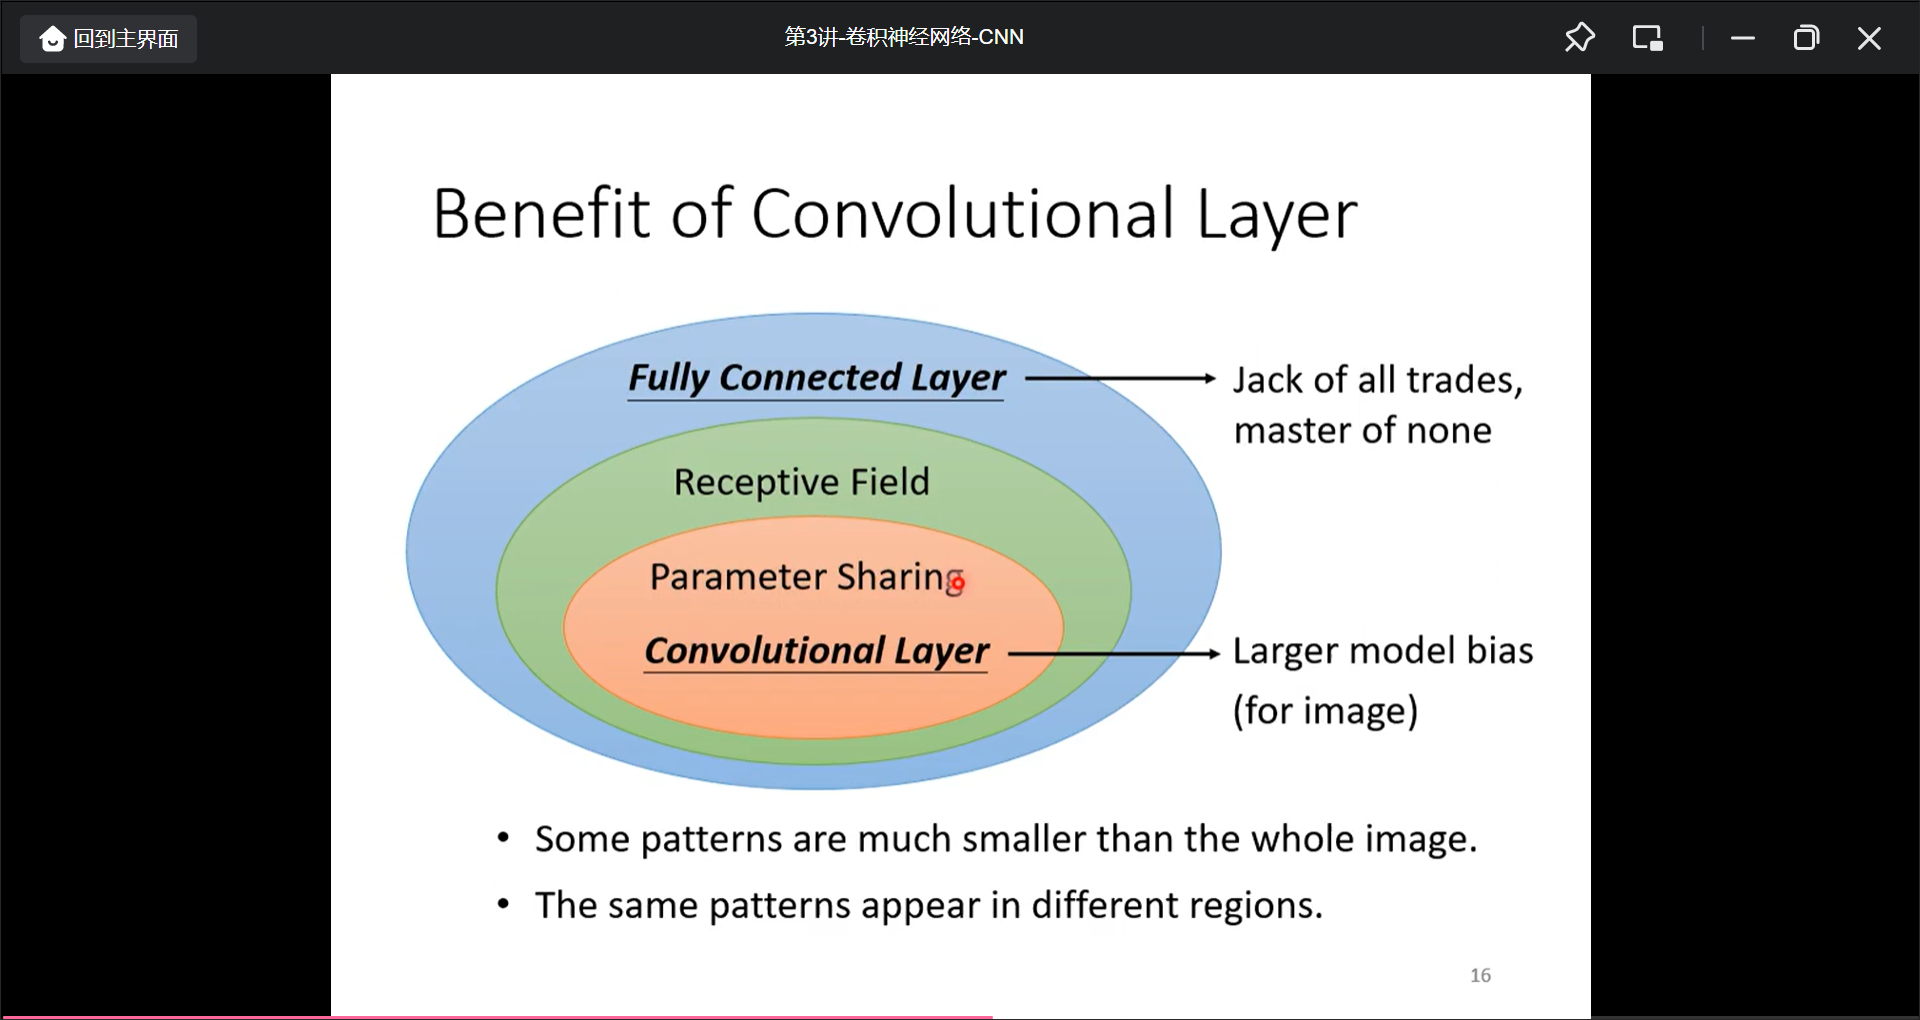 回到主界面
第3讲-卷积神经网络-CNN
Benefit of Convolutional Layer
Fully Connected Layer
Jack of all trades,
master of none
Receptive Field
Parameter Sharing
Convolutional Layer
Larger model bias
(for image)
• Some patterns are much smaller than the whole image.
• The same patterns appear in different regions.
16